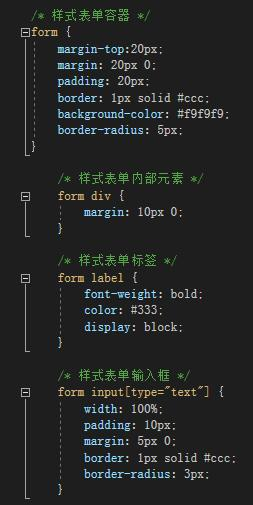 /* 样式表单容器 */
form {
margin-top:20px;
margin: 20px 0;
padding: 20px;
border: 1px solid #ccc;
background-color: #f9f9f9;
border-radius: 5px;
}
/* 样式表单内部元素 */
form div {
margin: 10px 0;
}
/* 样式表单标签 */
form label {
font-weight: bold;
color: #333;
display: block;
}
/* 样式表单输入框 */
form input[type="text"] {
width: 100%;
padding: 10px;
margin: 5px 0;
border: 1px solid #ccc;
border-radius: 3px;
}